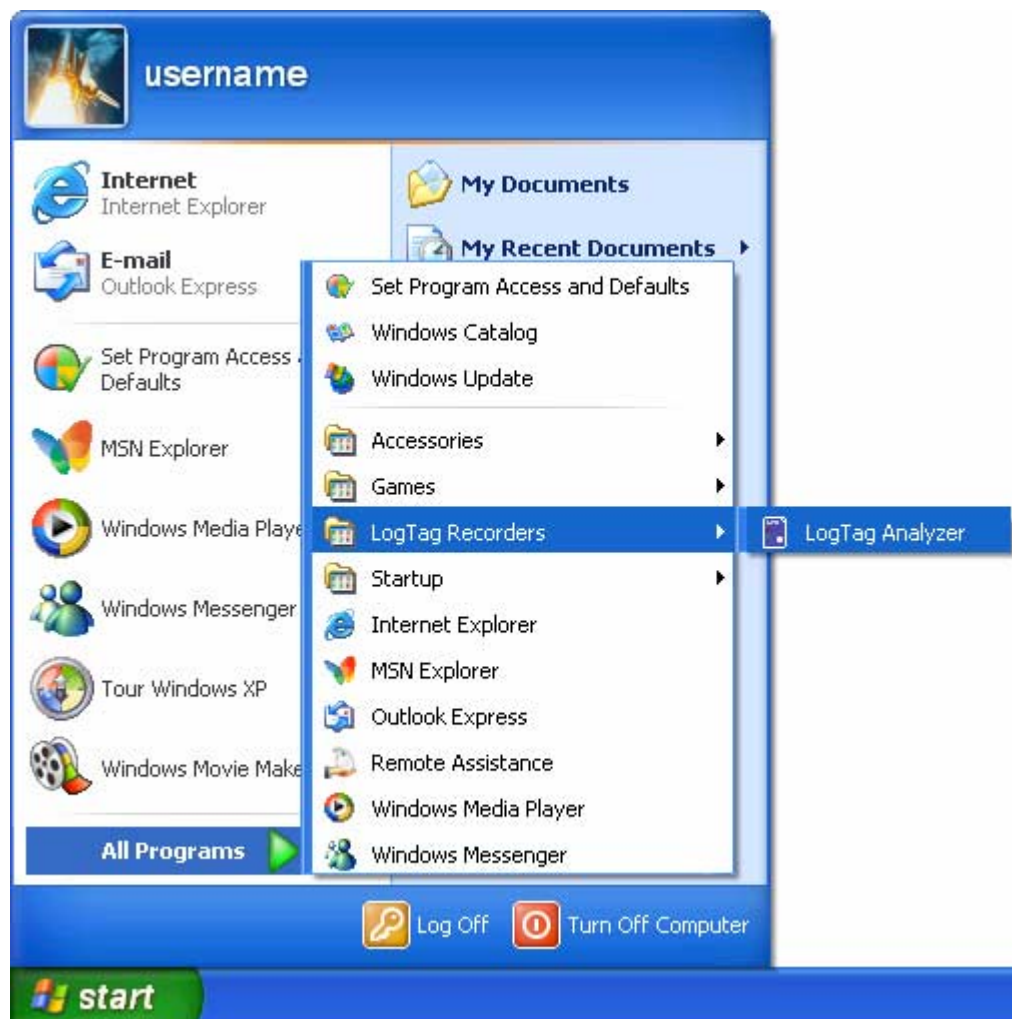 username
Internet
Internet Explorer
E-mail
Outlook Express
Set Program Access
Defaults
MSN Explorer
Windows Media Playe
Windows Messenger
Tour Windows XP
Windows Movie Make
All Programs
My Documents
My Recent Documents
Set Program Access and Defaults
Windows Catalog
Windows Update
Accessories
Games
LogTag Recorders
Startup
Internet Explorer
MSN Explorer
Outlook Express
Remote Assistance
Windows Media Player
Windows Messenger
LogTag Analyzer
Log Off
Turn Off Computer
start